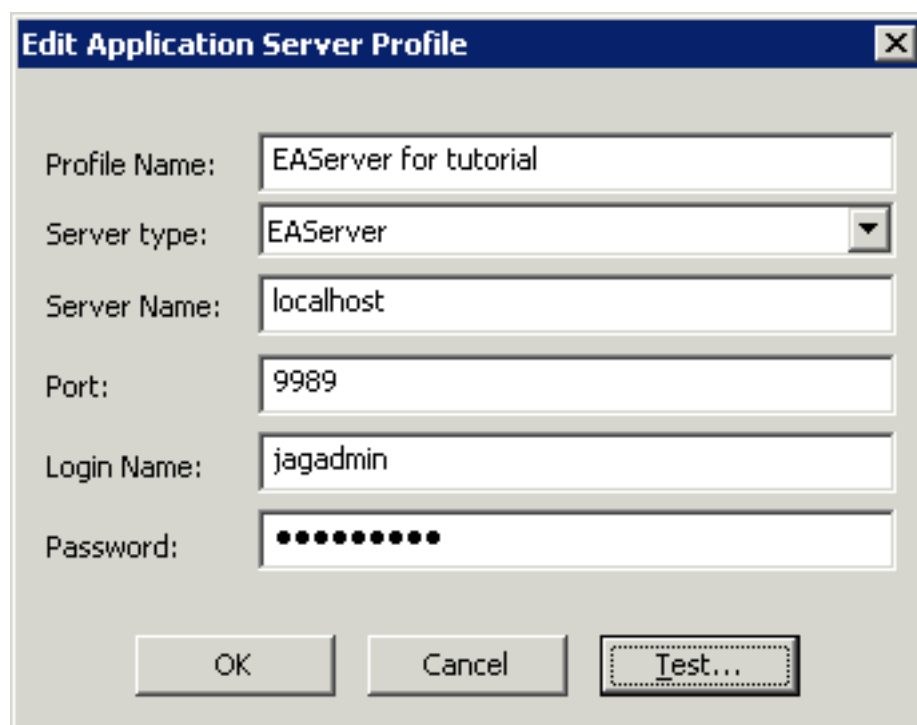 Edit Application Server Profile
Profile Name: EAServer for tutorial
Server type: EAServer
Server Name: localhost
Port: 9989
Login Name: jagadmin
Password: •••••••••
OK Cancel Test...